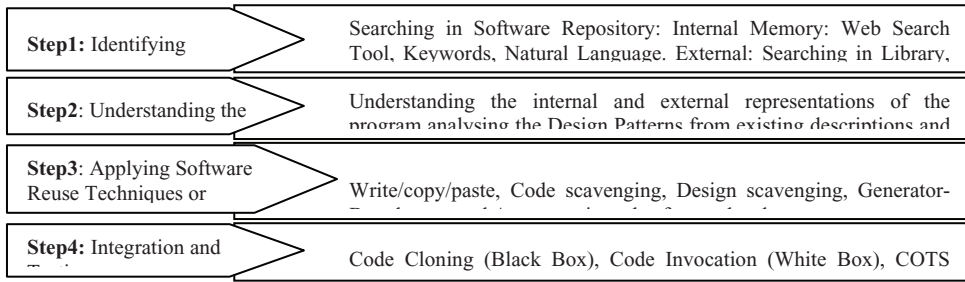 Step1: Identifying
Searching in Software Repository: Internal Memory: Web Search
Tool, Keywords, Natural Language. External: Searching in Library,
Step2: Understanding the
Understanding the internal and external representations of the
program analysing the Design Patterns from existing descriptions and
Step3: Applying Software
Reuse Techniques or
Write/copy/paste, Code scavenging, Design scavenging, Generator-
Step4: Integration and
Code Cloning (Black Box), Code Invocation (White Box), COTS